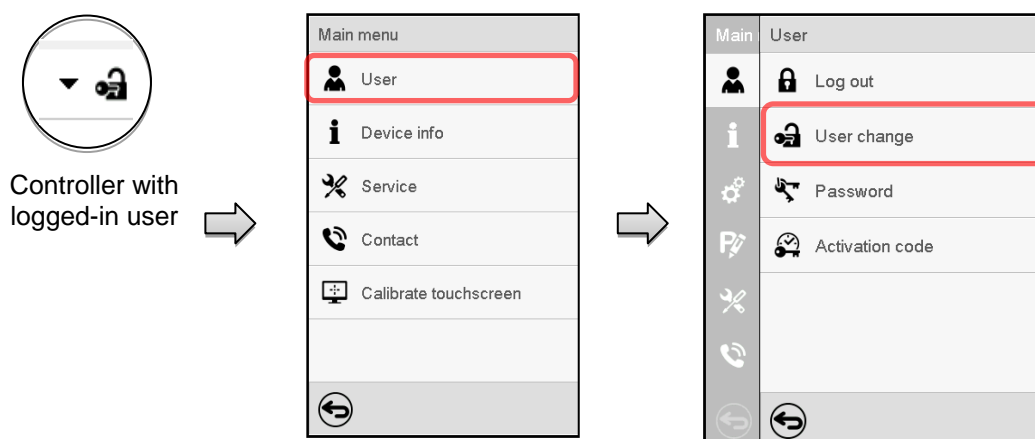 Controller with
logged-in user
Main menu
User
Device info
Service
Contact
Calibrate touchscreen
Main
User
Log out
User change
Password
Activation code